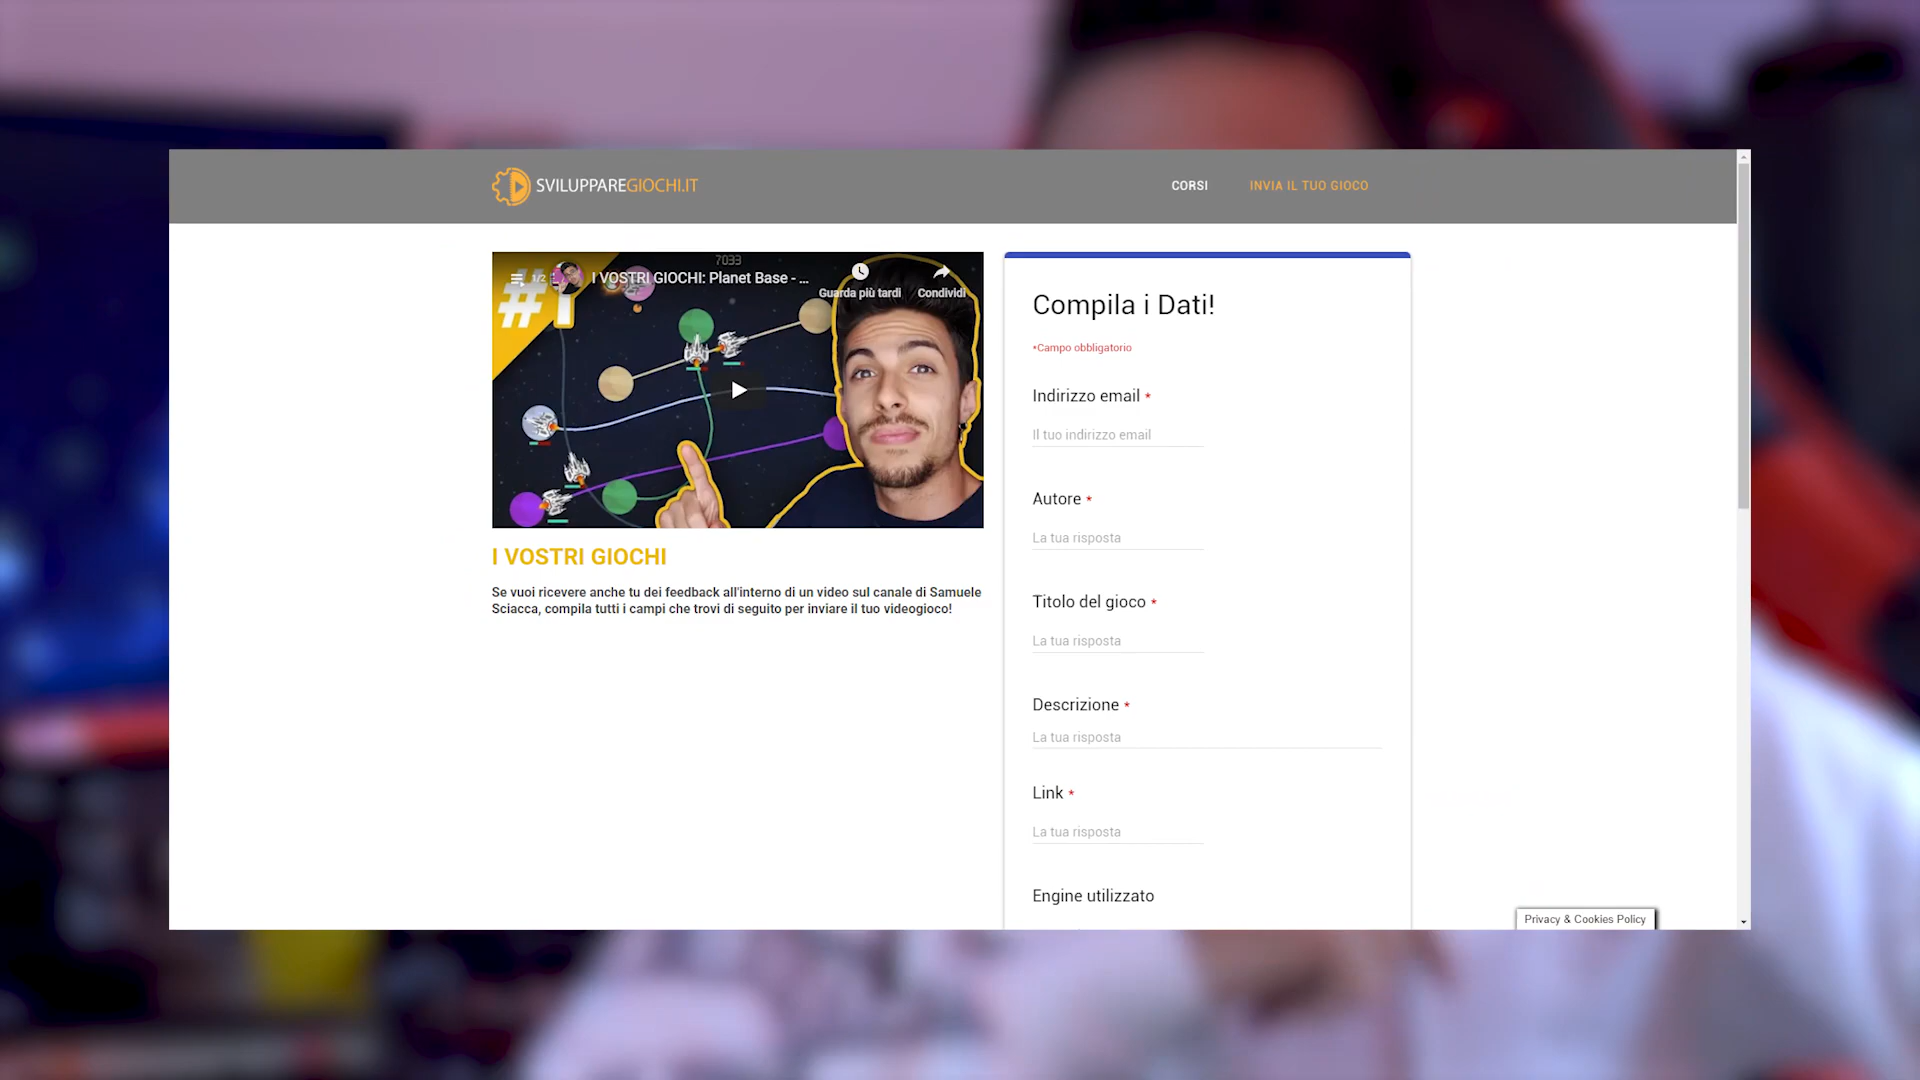 SVILUPPAREGIOCHI.IT
CORSI
INVIA IL TUO GIOCO
7033
1/2
I VOSTRI GIOCHI: Planet Base - ...
Guarda più tardi
Condividi
#1
I VOSTRI GIOCHI
Se vuoi ricevere anche tu dei feedback all'interno di un video sul canale di Samuele
Sciacca, compila tutti i campi che trovi di seguito per inviare il tuo videogioco!
Compila i Dati!
*Campo obbligatorio
Indirizzo email *
Il tuo indirizzo email
Autore *
La tua risposta
Titolo del gioco *
La tua risposta
Descrizione *
La tua risposta
Link *
La tua risposta
Engine utilizzato
Privacy & Cookies Policy